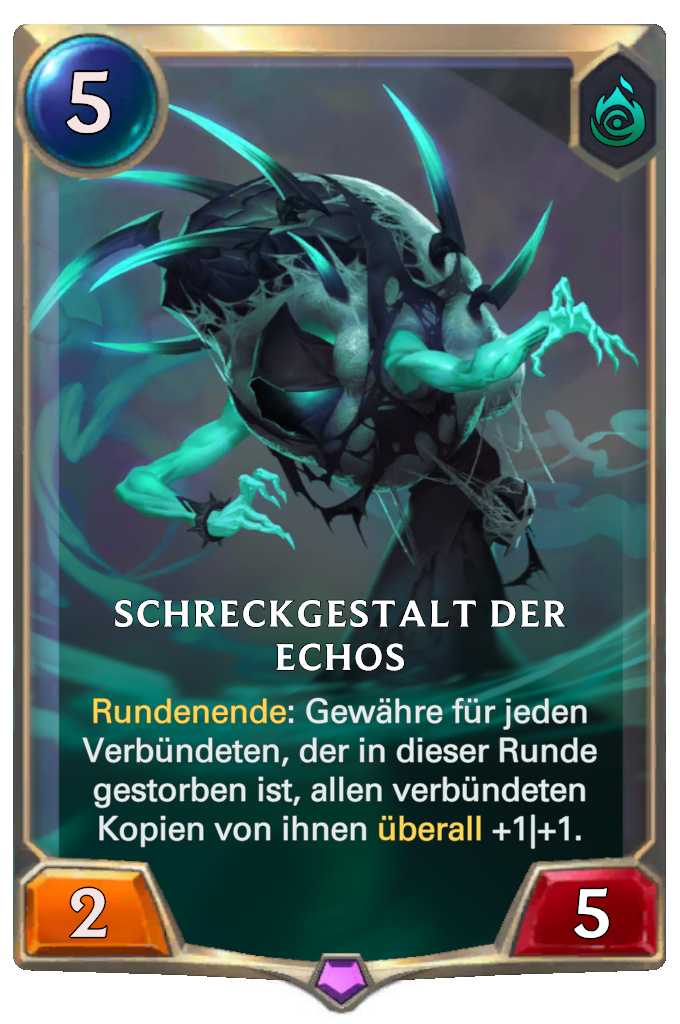 5
SCHRECKGESTALT DER
ECHOS
Rundenende: Gewähre für jeden
Verbündeten, der in dieser Runde
gestorben ist, allen verbündeten
Kopien von ihnen überall +1|+1.
2
5